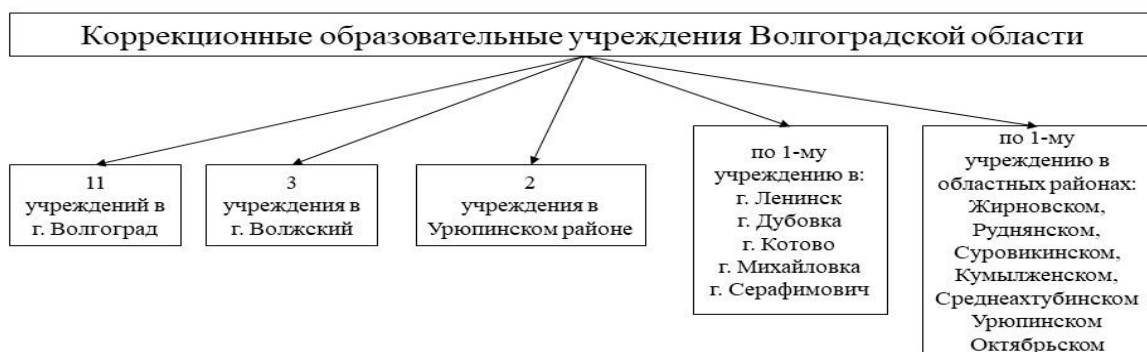 Коррекционные образовательные учреждения Волгоградской области
11
учреждений в
г. Волгоград
3
учреждения в
г. Волжский
2
учреждения в
Урюпинском районе
по 1-му
учреждению в:
г. Ленинск
г. Дубовка
г. Котово
г. Михайловка
г. Серафимович
по 1-му
учреждению в
областных районах:
Жирновском,
Руднянском,
Суровикинском,
Кумылженском,
Среднеахтубинском
Урюпинском
Октябрьском